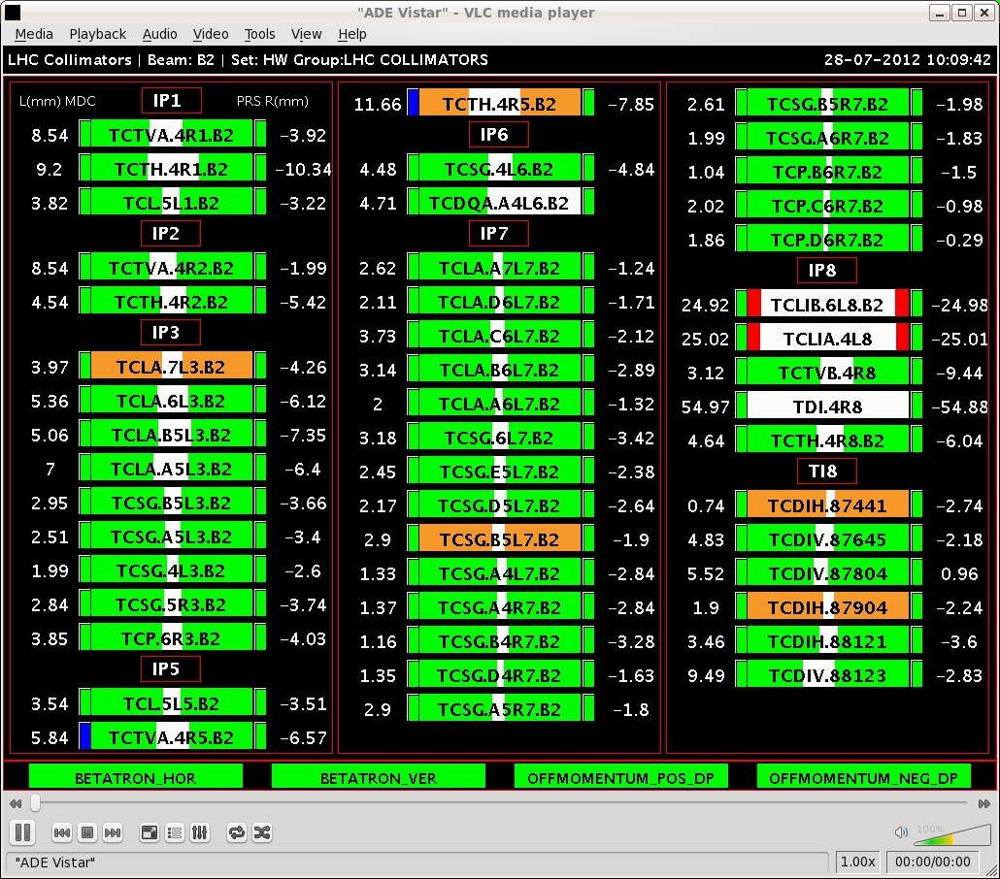 "ADE Vistar" - VLC media player
Media Playback Audio Video Tools View Help
LHC Collimators | Beam: B2 | Set: HW Group:LHC COLLIMATORS 28-07-2012 10:09:42
L(mm) MDC IP1 PRS R(mm)
8.54 TCTVA.4R1.B2 -3.92
9.2 TCTH.4R1.B2 -10.34
3.82 TCL.5L1.B2 -3.22
IP2
8.54 TCTVA.4R2.B2 -1.99
4.54 TCTH.4R2.B2 -5.42
IP3
3.97 TCLA.7L3.B2 -4.26
5.36 TCLA.6L3.B2 -6.12
5.06 TCLA.B5L3.B2 -7.35
7 TCLA.A5L3.B2 -6.4
2.95 TCSG.B5L3.B2 -3.66
2.51 TCSG.A5L3.B2 -3.4
1.99 TCSG.4L3.B2 -2.6
2.84 TCSG.5R3.B2 -3.74
3.85 TCP.6R3.B2 -4.03
IP5
3.54 TCL.5L5.B2 -3.51
5.84 TCTVA.4R5.B2 -6.57
11.66 TCTH.4R5.B2 -7.85
IP6
4.48 TCSG.4L6.B2 -4.84
4.71 TCDQA.A4L6.B2
IP7
2.62 TCLA.A7L7.B2 -1.24
2.11 TCLA.D6L7.B2 -1.71
3.73 TCLA.C6L7.B2 -2.12
3.14 TCLA.B6L7.B2 -2.89
2 TCLA.A6L7.B2 -1.32
3.18 TCSG.6L7.B2 -3.42
2.45 TCSG.E5L7.B2 -2.38
2.17 TCSG.D5L7.B2 -2.64
2.9 TCSG.B5L7.B2 -1.9
1.33 TCSG.A4L7.B2 -2.84
1.37 TCSG.A4R7.B2 -2.84
1.16 TCSG.B4R7.B2 -3.28
1.35 TCSG.D4R7.B2 -1.63
2.9 TCSG.A5R7.B2 -1.8
2.61 TCSG.B5R7.B2 -1.98
1.99 TCSG.A6R7.B2 -1.83
1.04 TCP.B6R7.B2 -1.5
2.02 TCP.C6R7.B2 -0.98
1.86 TCP.D6R7.B2 -0.29
IP8
24.92 TCLIB.6L8.B2 -24.98
25.02 TCLIA.4L8 -25.01
3.12 TCTVB.4R8 -9.44
54.97 TDI.4R8 -54.88
4.64 TCTH.4R8.B2 -6.04
TI8
0.74 TCDIH.87441 -2.74
4.83 TCDIV.87645 -2.18
5.52 TCDIV.87804 0.96
1.9 TCDIH.87904 -2.24
3.46 TCDIH.88121 -3.6
9.49 TCDIV.88123 -2.83
BETATRON_HOR BETATRON_VER OFFMOMENTUM_POS_DP OFFMOMENTUM_NEG_DP
100%
"ADE Vistar" 1.00x 00:00/00:00